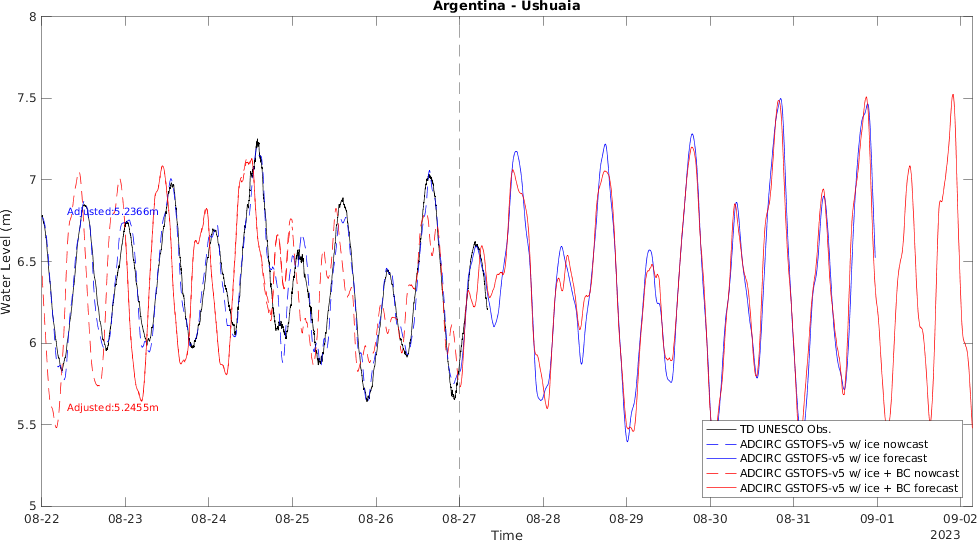 Argentina - Ushuaia
8
7.5
7
6.5
6
5.5
5
Water Level (m)
Adjusted:5.2366m
Adjusted:5.2455m
TD UNESCO Obs.
ADCIRC GSTOFS-v5 w/ ice nowcast
ADCIRC GSTOFS-v5 w/ ice forecast
ADCIRC GSTOFS-v5 w/ ice + BC nowcast
ADCIRC GSTOFS-v5 w/ ice + BC forecast
08-22 08-23 08-24 08-25 08-26 08-27 08-28 08-29 08-30 08-31 09-01 09-02
Time
2023